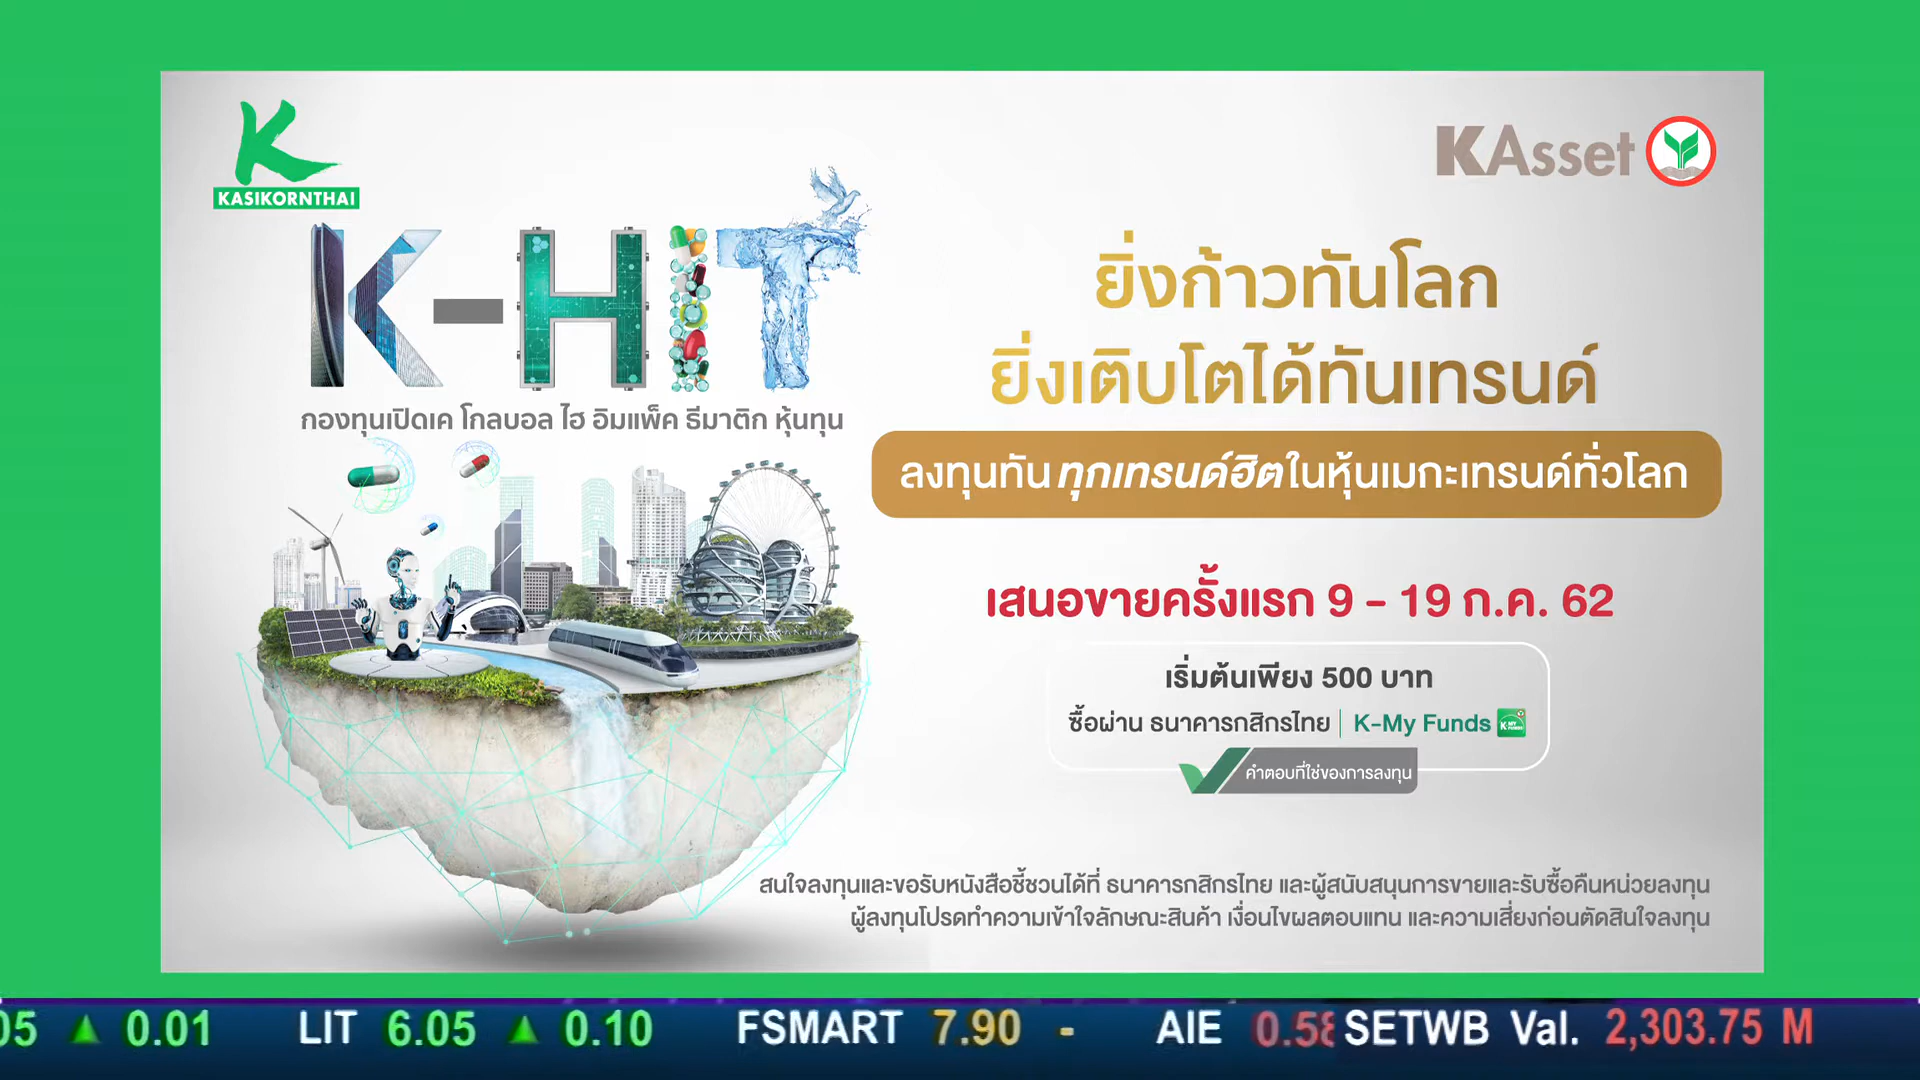 KASIKORNTHAI
KAsset
K-HIT
กองทุนเปิดเค โกลบอล ไฮ อิมแพ็ค ธีมาติก หุ้นทุน
ยิ่งก้าวทันโลก
ยิ่งเติบโตได้ทันเทรนด์
ลงทุนทัน ทุกเทรนด์ฮิต ในหุ้นเมกะเทรนด์ทั่วโลก
เสนอขายครั้งแรก 9 - 19 ก.ค. 62
เริ่มต้นเพียง 500 บาท
ซื้อผ่าน ธนาคารกสิกรไทย | K-My Funds
คำตอบที่ใช่ของการลงทุน
สนใจลงทุนและขอรับหนังสือชี้ชวนได้ที่ ธนาคารกสิกรไทย และผู้สนับสนุนการขายและรับซื้อคืนหน่วยลงทุน
ผู้ลงทุนโปรดทำความเข้าใจลักษณะสินค้า เงื่อนไขผลตอบแทน และความเสี่ยงก่อนตัดสินใจลงทุน
05 ▲ 0.01 LIT 6.05 ▲ 0.10 FSMART 7.90 - AIE 0.58 SETWB Val. 2,303.75 M